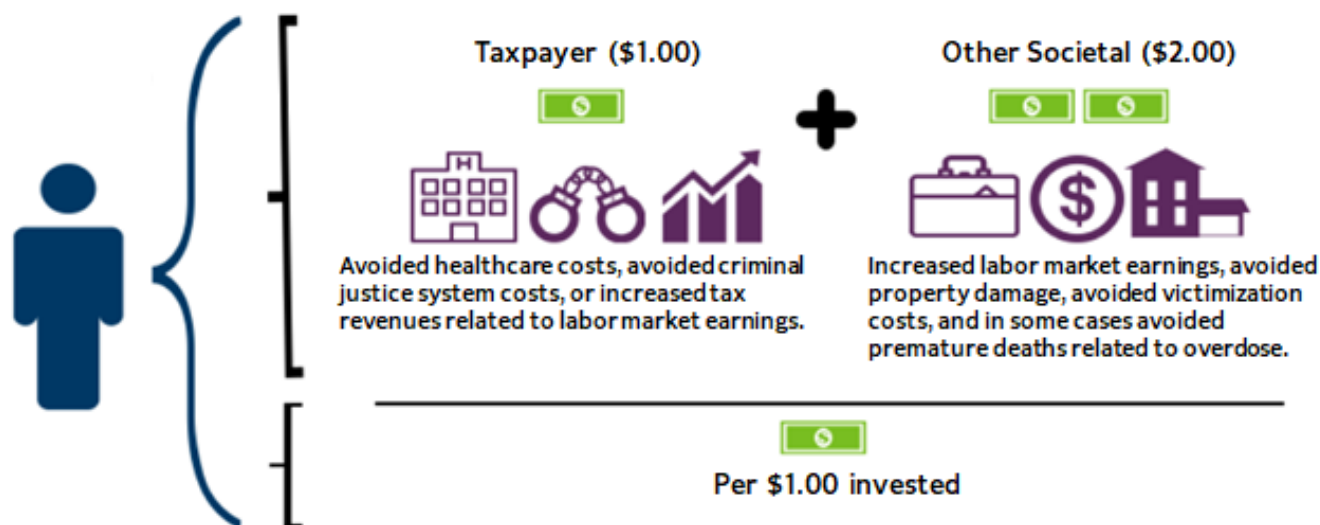 Taxpayer ($1.00)
Other Societal ($2.00)
H
$
Avoided healthcare costs, avoided criminal
justice system costs, or increased tax
revenues related to labor market earnings.
Increased labor market earnings, avoided
property damage, avoided victimization
costs, and in some cases avoided
premature deaths related to overdose.
Per $1.00 invested